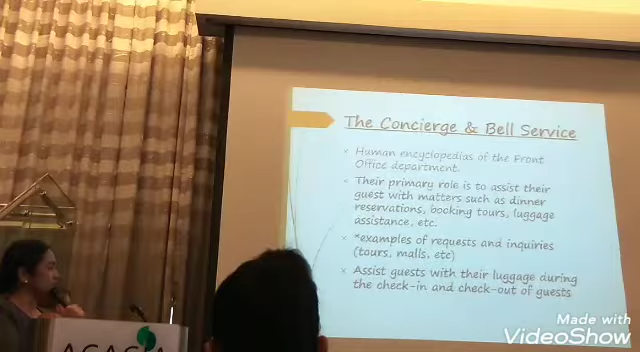 The Concierge & Bell Service
Human encyclopedias of the Front
Office department.
Their primary role is to assist their
guest with matters such as dinner
reservations, booking tours, luggage
assistance, etc.
*examples of requests and inquiries
(tours, malls, etc)
Assist guests with their luggage during
the check-in and check-out of guests
ACACIA
Made with
VideoShow